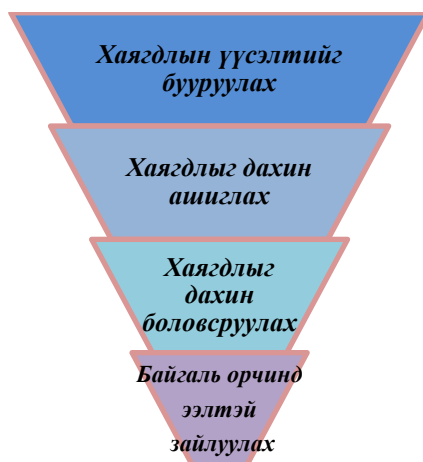 Хаягдлын үүсэлтийг
бууруулах
Хаягдлыг дахин
ашиглах
Хаягдлыг
дахин
боловсруулах
Байгаль орчинд
ээлтэй
зайлуулах